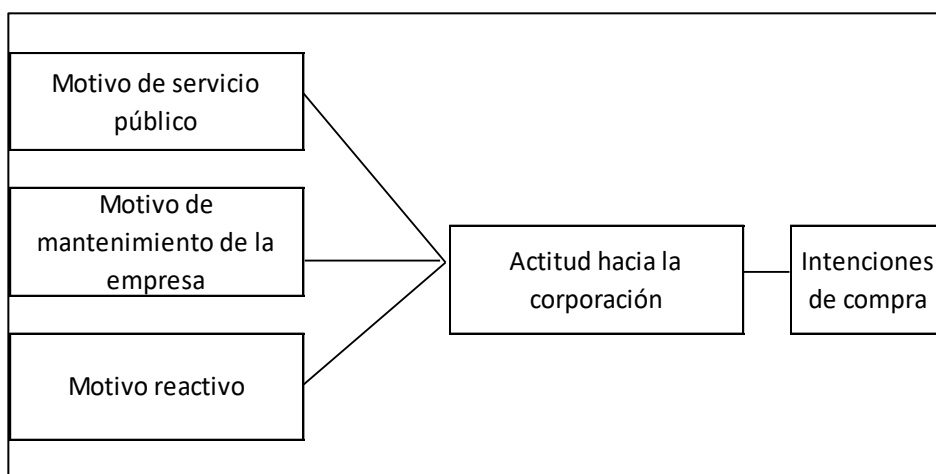 Motivo de servicio
público
Motivo de
mantenimiento de la
empresa
Motivo reactivo
Actitud hacia la
corporación
Intenciones
de compra